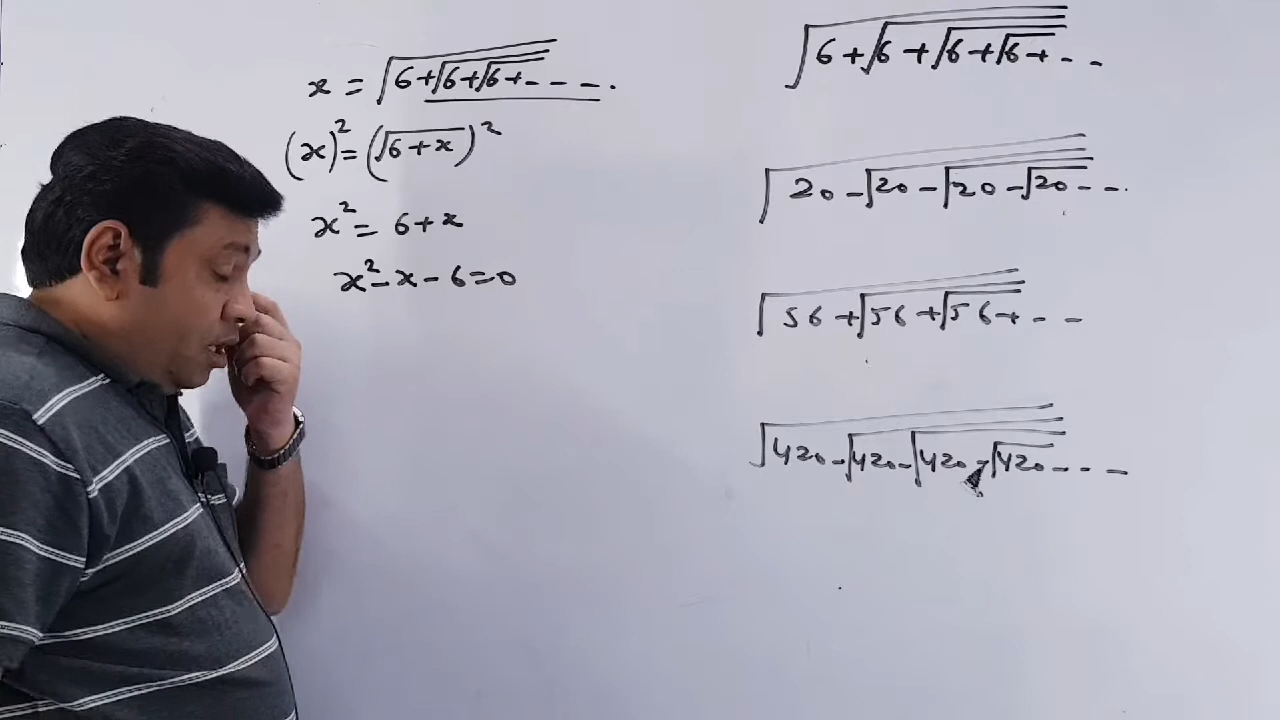 x = √6+√6+√6+---.
(x)² = (√6+x)²
x² = 6+x
x²-x-6=0
√6+√6+√6+√6+--
√20-√20-√20-√20--.
√56+√56+√56+--
√420-√420-√420-√420---